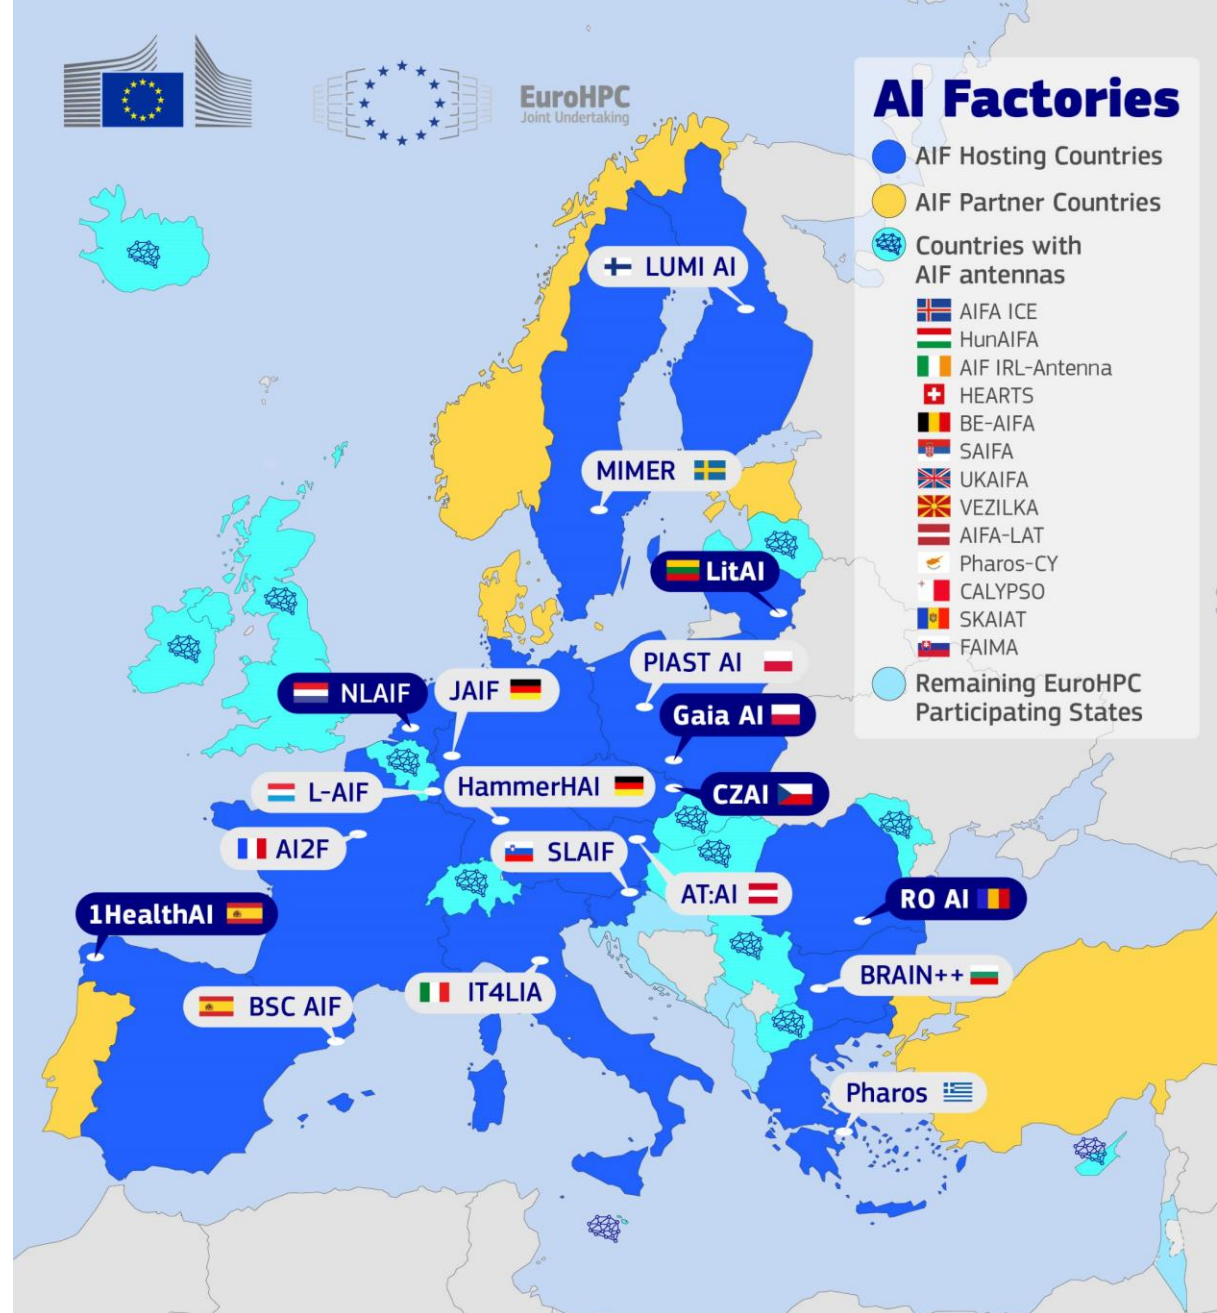 EuroHPC
Joint Undertaking
AI Factories
AIF Hosting Countries
AIF Partner Countries
Countries with
AIF antennas
AIFA ICE
HunAIFA
AIF IRL-Antenna
HEARTS
BE-AIFA
SAIFA
UKAIFA
VEZILKA
AIFA-LAT
Pharos-CY
CALYPSO
SKAIAT
FAIMA
Remaining EuroHPC
Participating States
LUMI AI
MIMER
LitAI
PIAST AI
NLAIF
JAIF
Gaia AI
L-AIF
HammerHAI
CZAI
AI2F
SLAIF
AT:AI
1HealthAI
RO AI
BRAIN++
BSC AIF
IT4LIA
Pharos